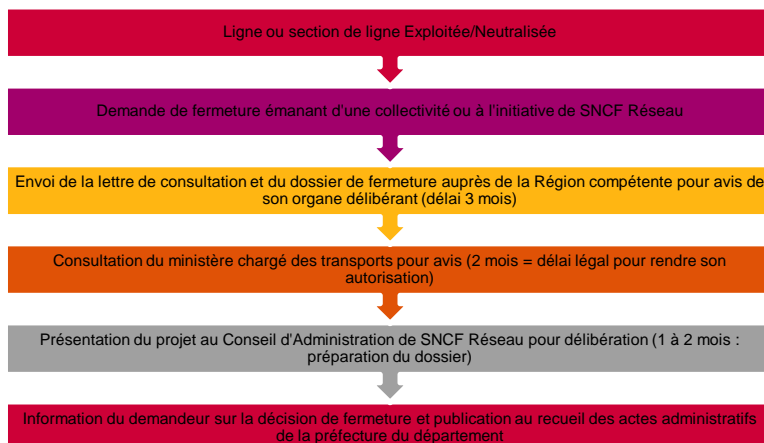 Ligne ou section de ligne Exploitée/Neutralisée
Demande de fermeture émanant d'une collectivité ou à l'initiative de SNCF Réseau
Envoi de la lettre de consultation et du dossier de fermeture auprès de la Région compétente pour avis de
son organe délibérant (délai 3 mois)
Consultation du ministère chargé des transports pour avis (2 mois = délai légal pour rendre son
autorisation)
Présentation du projet au Conseil d'Administration de SNCF Réseau pour délibération (1 à 2 mois :
préparation du dossier)
Information du demandeur sur la décision de fermeture et publication au recueil des actes administratifs
de la préfecture du département